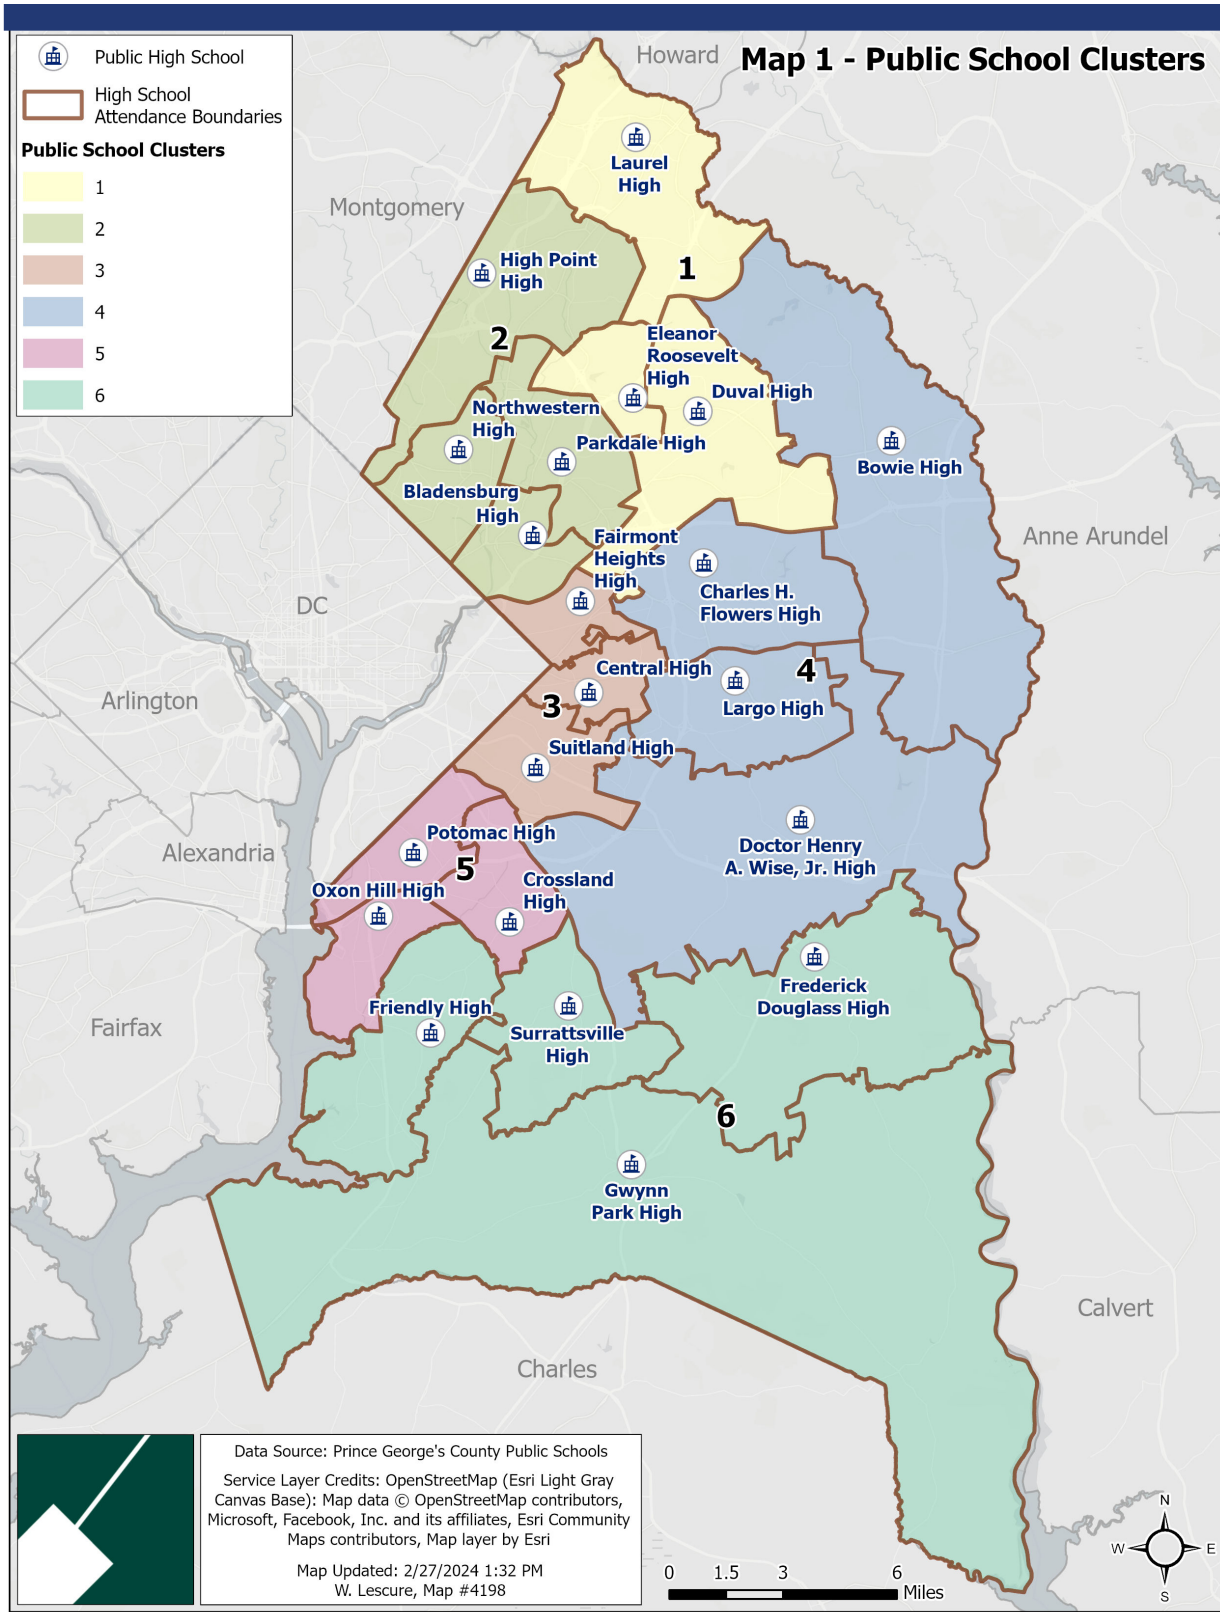 Map 1 - Public School Clusters
Public High School
High School
Attendance Boundaries
Public School Clusters
1
2
3
4
5
6
Howard
Montgomery
Laurel
High
High Point
High
1
2
Eleanor
Roosevelt
High
Duval High
Northwestern
High
Parkdale High
Bowie High
Bladensburg
High
Fairmont
Heights
High
Anne Arundel
Charles H.
Flowers High
DC
Central High
4
Arlington
3
Largo High
Suitland High
Potomac High
Doctor Henry
A. Wise, Jr. High
Alexandria
5
Oxon Hill High
Crossland
High
Frederick
Douglass High
Friendly High
Surrattsville
High
Fairfax
6
Gwynn
Park High
Calvert
Charles
Data Source: Prince George's County Public Schools
Service Layer Credits: OpenStreetMap (Esri Light Gray
Canvas Base): Map data © OpenStreetMap contributors,
Microsoft, Facebook, Inc. and its affiliates, Esri Community
Maps contributors, Map layer by Esri
Map Updated: 2/27/2024 1:32 PM
W. Lescure, Map #4198
0 1.5 3 6
Miles
N
W E
S